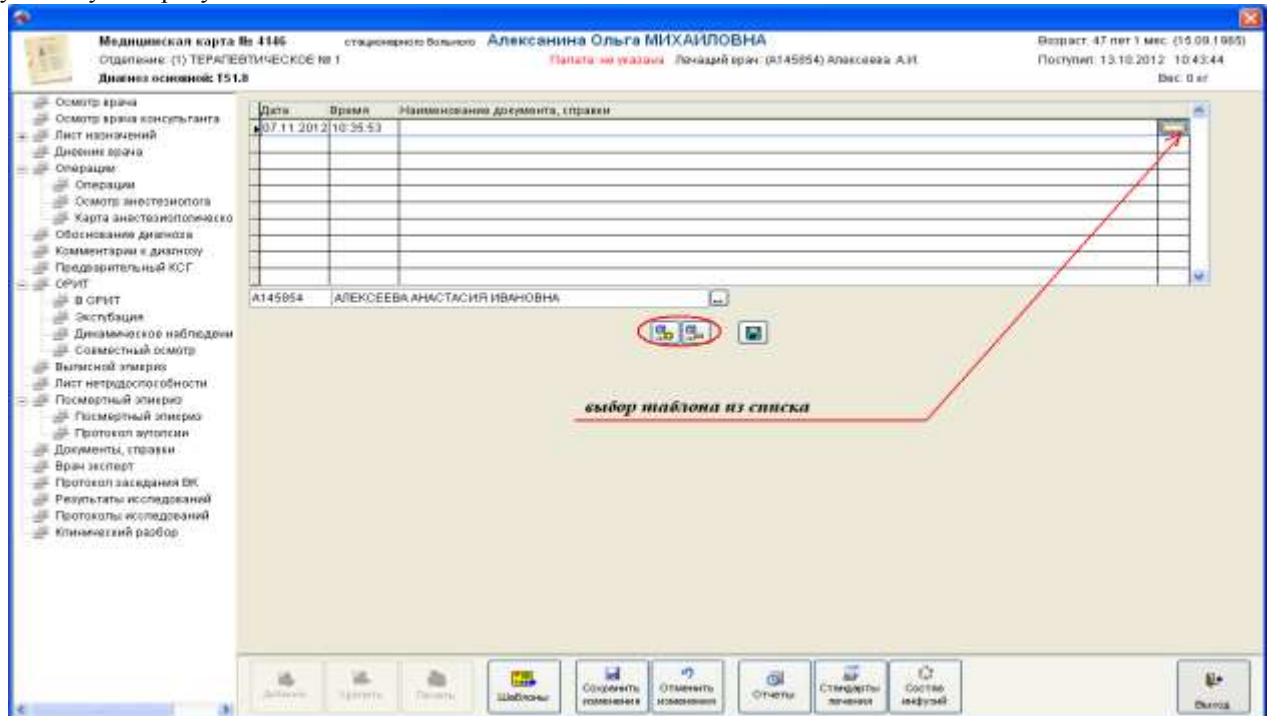 Медицинская карта № 4146 стационарного больного Алексанина Ольга МИХАЙЛОВНА
Возраст: 47 лет 1 мес. (15.09.1965)
Отделение: (1) ТЕРАПЕВТИЧЕСКОЕ № 1 Палата: не указана Лечащий врач: (А145854) Алексеева А.И.
Поступил: 13.10.2012 10:43:44
Диагноз основной: I51.8
Вес: 0 кг
Осмотр врача
Осмотр врача консультанта
Лист назначений
Дневник врача
Операции
Операции
Осмотр анестезиолога
Карта анестезиологическо
Обоснование диагноза
Комментарии к диагнозу
Предварительный КСГ
ОРИТ
В ОРИТ
Экстубация
Динамическое наблюдени
Совместный осмотр
Выписной эпикриз
Лист нетрудоспособности
Посмертный эпикриз
Посмертный эпикриз
Протокол аутопсии
Документы, справки
Врач эксперт
Протокол заседания ВК
Результаты исследований
Протоколы исследований
Клинический разбор
Дата Время Наименование документа, справки
07.11.2012 10:35:53
А145854 АЛЕКСЕЕВА АНАСТАСИЯ ИВАНОВНА ...
выбор шаблона из списка
Добавить
Удалить
Печать
Шаблоны
Сохранить изменения
Отменить изменения
Отчеты
Стандарты лечения
Состав инфузий
Выход